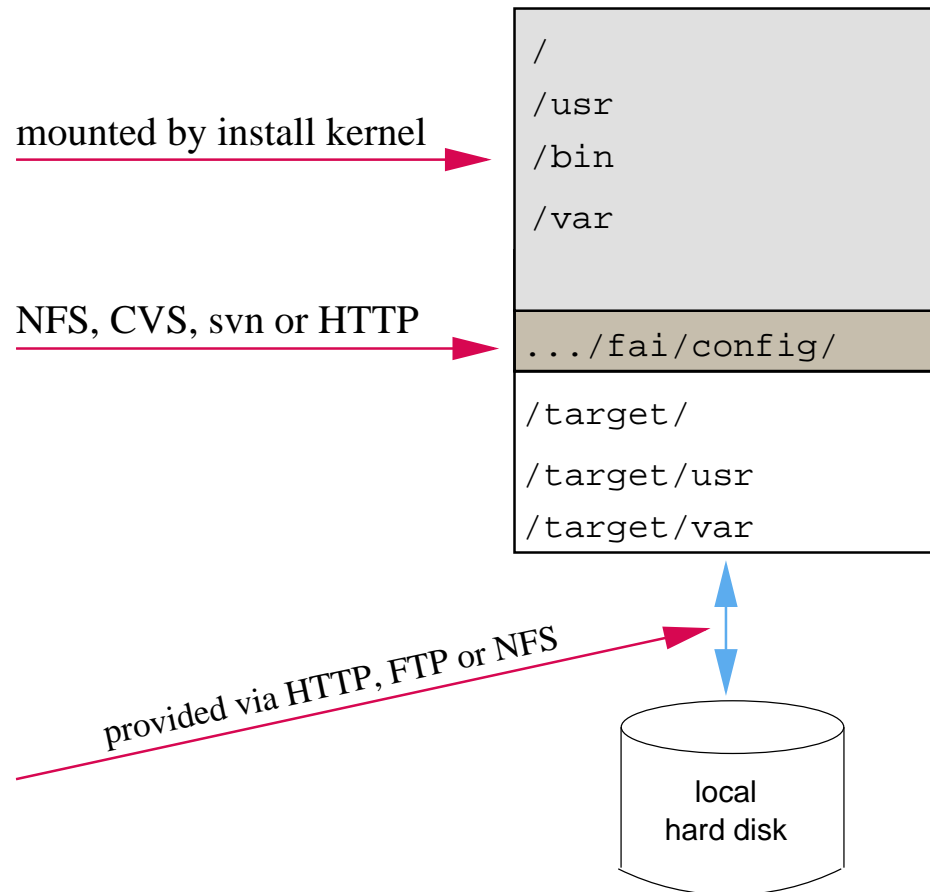 /
/usr
mounted by install kernel
/bin
/var
NFS, CVS, svn or HTTP
.../fai/config/
/target/
/target/usr
/target/var
provided via HTTP, FTP or NFS
local
hard disk